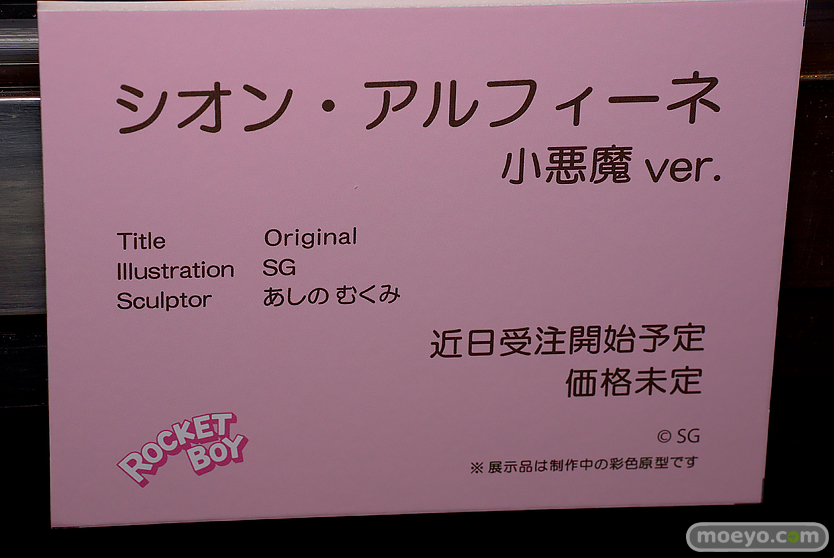 シオン・アルフィーネ
小悪魔 ver.
Title Original
Illustration SG
Sculptor あしの むくみ
近日受注開始予定
価格未定
ROCKET
BOY
© SG
※展示品は制作中の彩色原型です
moeyo.com